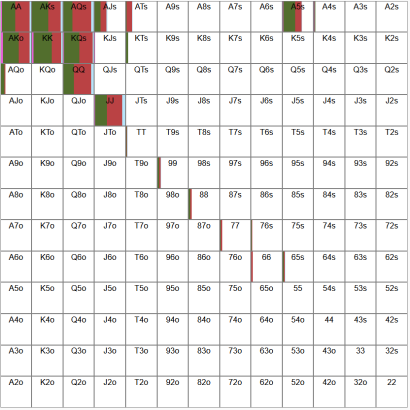 AA AKs AQs AJs ATs A9s A8s A7s A6s A5s A4s A3s A2s
AKo KK KQs KJs KTs K9s K8s K7s K6s K5s K4s K3s K2s
AQo KQo QQ QJs QTs Q9s Q8s Q7s Q6s Q5s Q4s Q3s Q2s
AJo KJo QJo JJ JTs J9s J8s J7s J6s J5s J4s J3s J2s
ATo KTo QTo JTo TT T9s T8s T7s T6s T5s T4s T3s T2s
A9o K9o Q9o J9o T9o 99 98s 97s 96s 95s 94s 93s 92s
A8o K8o Q8o J8o T8o 98o 88 87s 86s 85s 84s 83s 82s
A7o K7o Q7o J7o T7o 97o 87o 77 76s 75s 74s 73s 72s
A6o K6o Q6o J6o T6o 96o 86o 76o 66 65s 64s 63s 62s
A5o K5o Q5o J5o T5o 95o 85o 75o 65o 55 54s 53s 52s
A4o K4o Q4o J4o T4o 94o 84o 74o 64o 54o 44 43s 42s
A3o K3o Q3o J3o T3o 93o 83o 73o 63o 53o 43o 33 32s
A2o K2o Q2o J2o T2o 92o 82o 72o 62o 52o 42o 32o 22